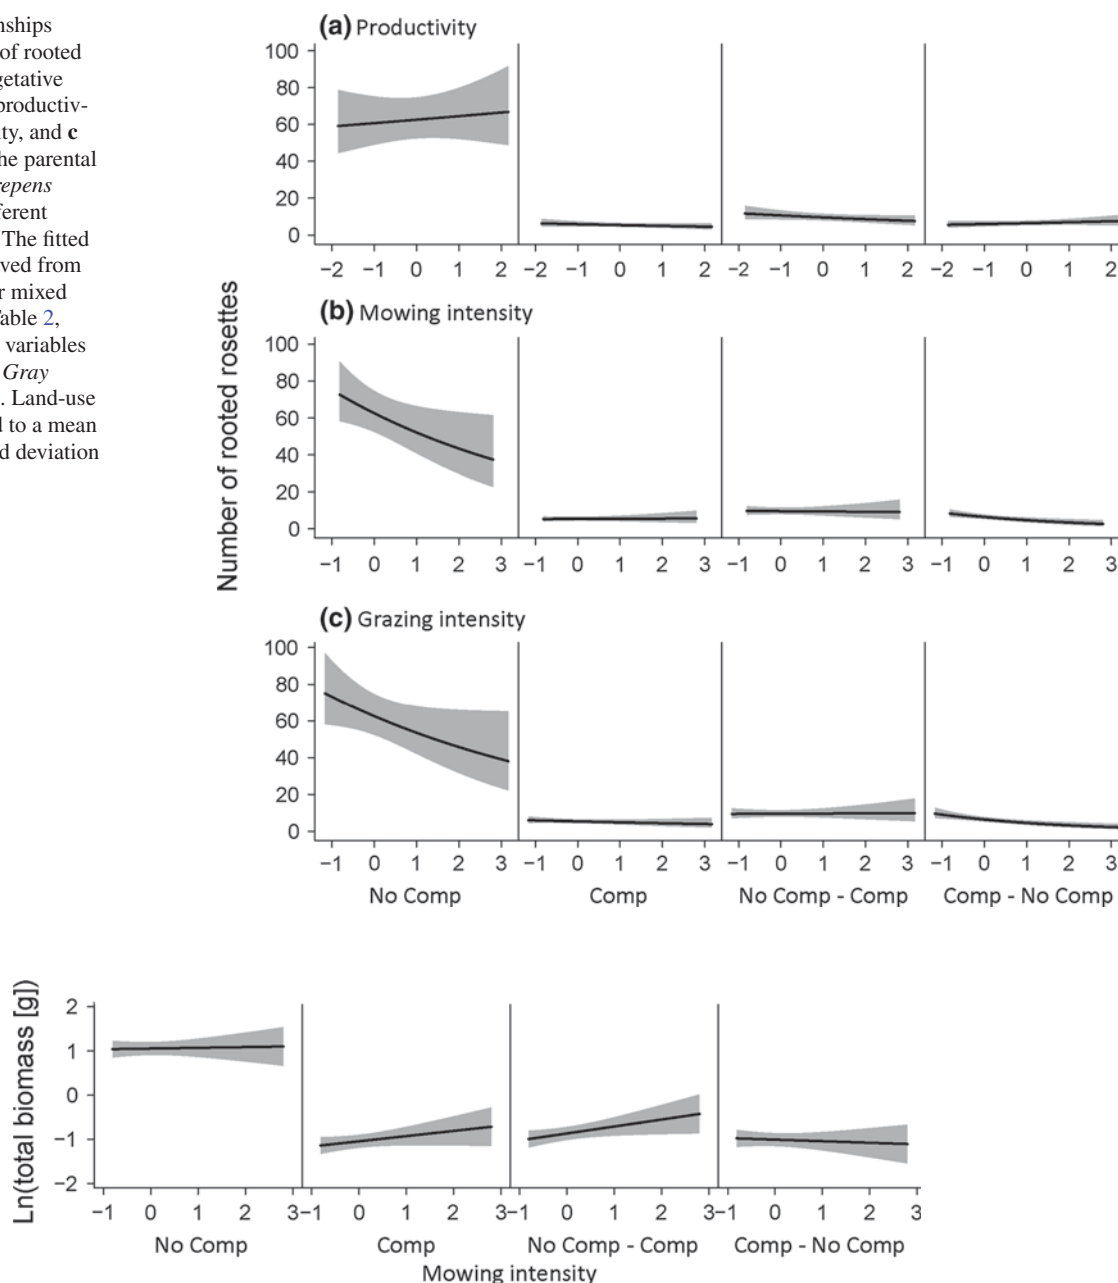 nships
of rooted
getative
productiv-
ity, and c
the parental
repens
ferent
The fitted
ived from
r mixed
Table 2,
variables
Gray
. Land-use
d to a mean
d deviation
(a) Productivity
100
80
60
40
20
0
−2 −1 0 1 2 −2 −1 0 1 2 −2 −1 0 1 2 −2 −1 0 1 2
Number of rooted rosettes
(b) Mowing intensity
100
80
60
40
20
0
−1 0 1 2 3 −1 0 1 2 3 −1 0 1 2 3 −1 0 1 2 3
(c) Grazing intensity
100
80
60
40
20
0
−1 0 1 2 3 −1 0 1 2 3 −1 0 1 2 3 −1 0 1 2 3
No Comp Comp No Comp - Comp Comp - No Comp
Ln(total biomass [g])
2
1
0
−1
−2
−1 0 1 2 3 −1 0 1 2 3 −1 0 1 2 3 −1 0 1 2 3
No Comp Comp No Comp - Comp Comp - No Comp
Mowing intensity